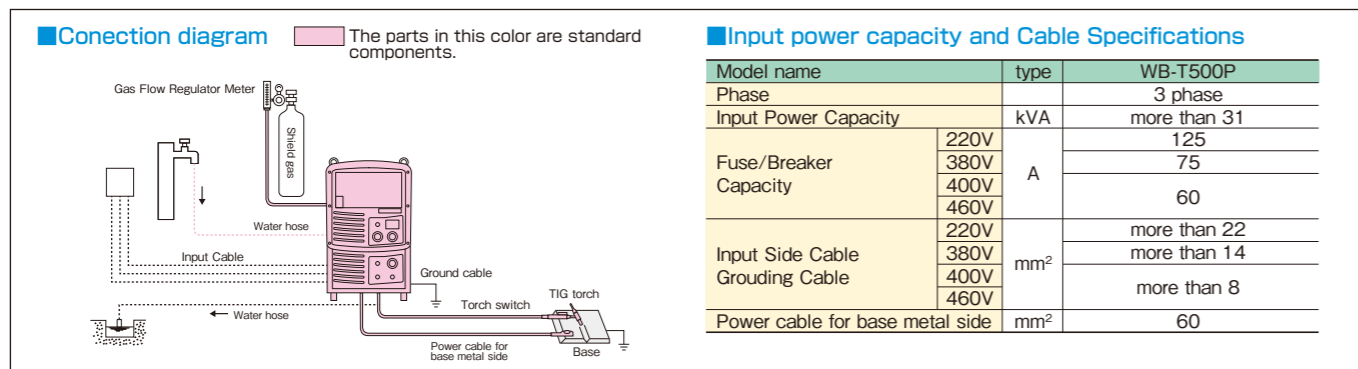 ■Conection diagram
The parts in this color are standard
components.
Gas Flow Regulator Meter
Shield gas
Water hose
Input Cable
Ground cable
TIG torch
Torch switch
← Water hose
Power cable for
base metal side
Base
■Input power capacity and Cable Specifications
Model name type WB-T500P
Phase 3 phase
Input Power Capacity kVA more than 31
Fuse/Breaker
Capacity
220V 125
380V 75
A
400V
60
460V
Input Side Cable
Grouding Cable
220V more than 22
380V more than 14
mm²
400V
more than 8
460V
Power cable for base metal side mm² 60